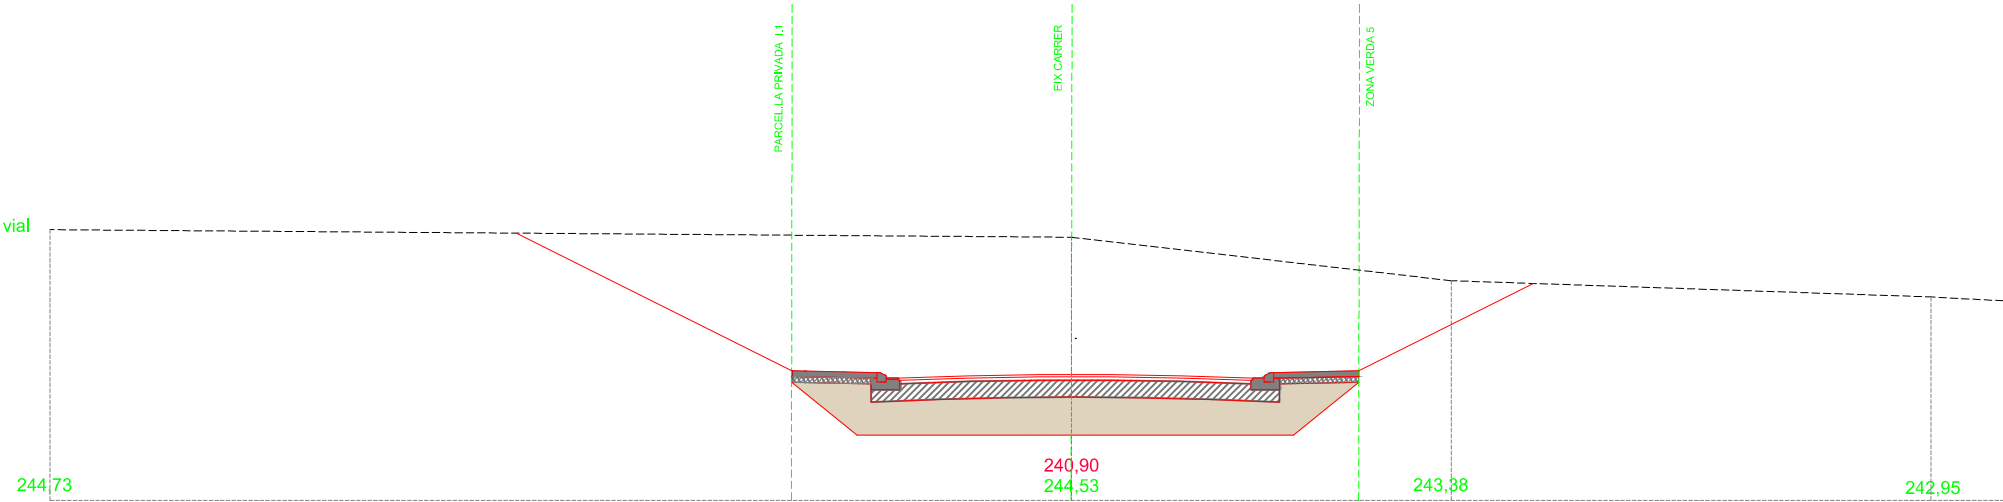 PARCEL.LA PRIVADA 1,1
EIX CARRER
ZONA VERDA 5
vial
240,90
244,73
244,53
243,38
242,95